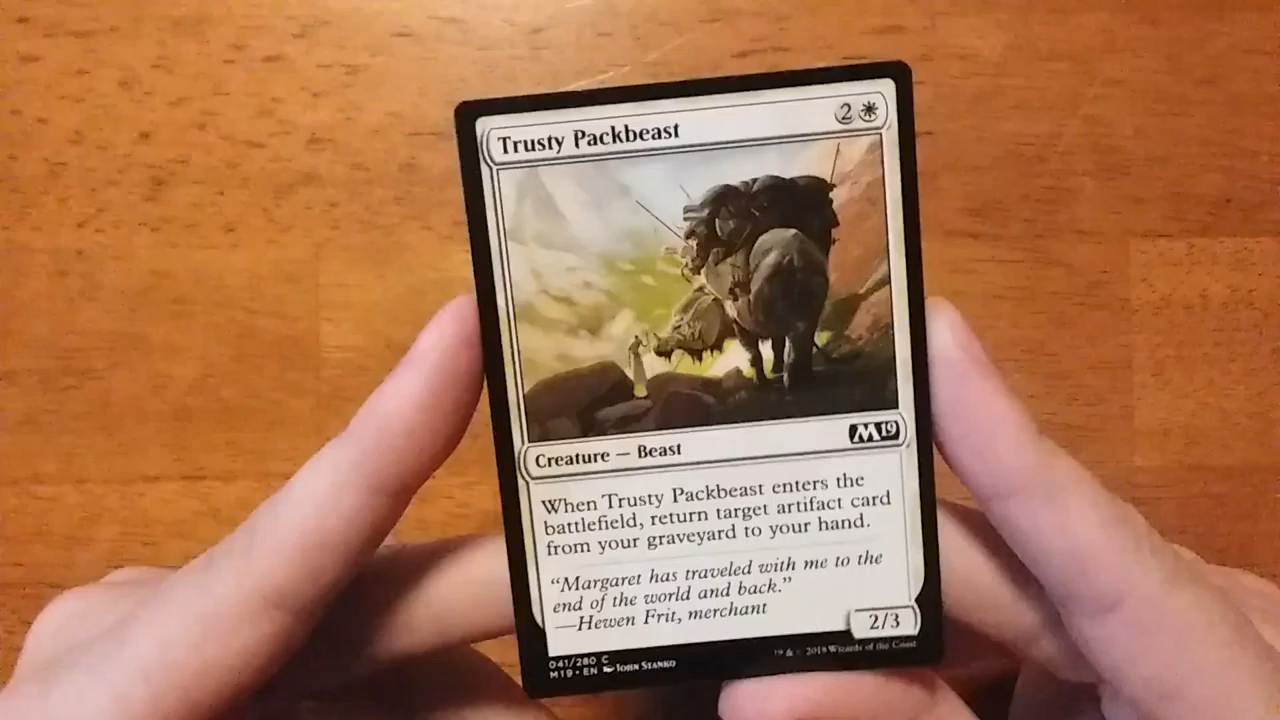 Trusty Packbeast 2
Creature — Beast M19
When Trusty Packbeast enters the
battlefield, return target artifact card
from your graveyard to your hand.
“Margaret has traveled with me to the
end of the world and back.”
—Hewen Frit, merchant
2/3
041/280 C
M19 • EN JOHN STANKO
™ & © 2018 Wizards of the Coast